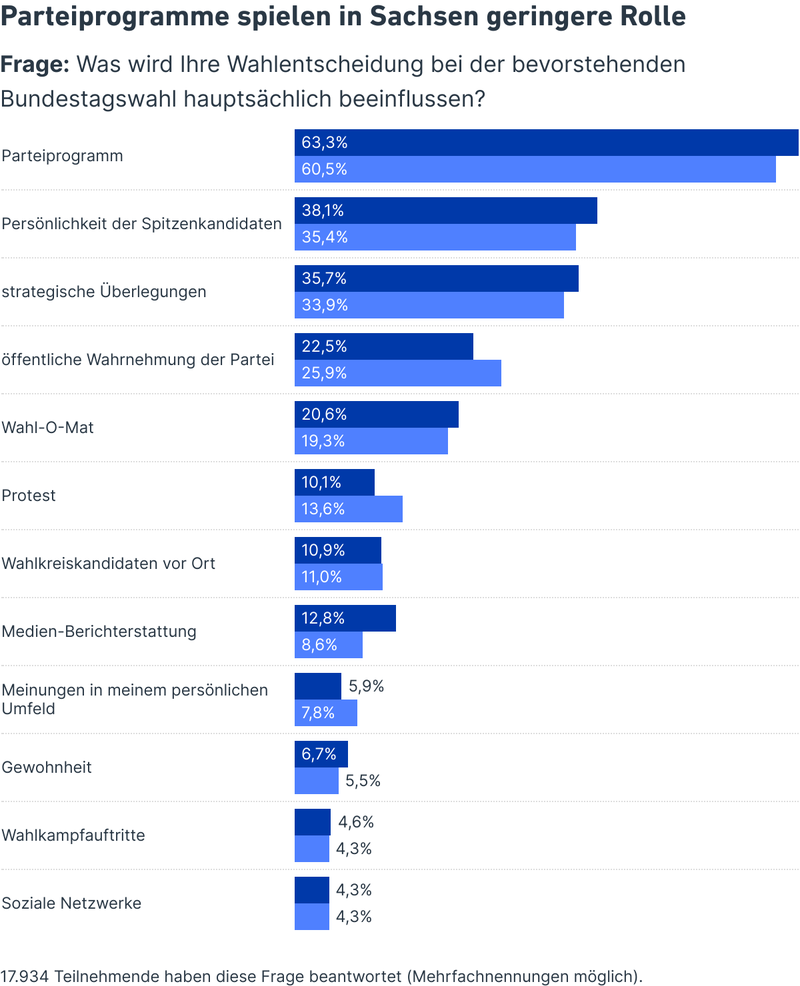 Parteiprogramme spielen in Sachsen geringere Rolle
Frage: Was wird Ihre Wahlentscheidung bei der bevorstehenden
Bundestagswahl hauptsächlich beeinflussen?
Parteiprogramm
63,3%
60,5%
Persönlichkeit der Spitzenkandidaten
38,1%
35,4%
strategische Überlegungen
35,7%
33,9%
öffentliche Wahrnehmung der Partei
22,5%
25,9%
Wahl-O-Mat
20,6%
19,3%
Protest
10,1%
13,6%
Wahlkreiskandidaten vor Ort
10,9%
11,0%
Medien-Berichterstattung
12,8%
8,6%
Meinungen in meinem persönlichen
Umfeld
5,9%
7,8%
Gewohnheit
6,7%
5,5%
Wahlkampfauftritte
4,6%
4,3%
Soziale Netzwerke
4,3%
4,3%
17.934 Teilnehmende haben diese Frage beantwortet (Mehrfachnennungen möglich).